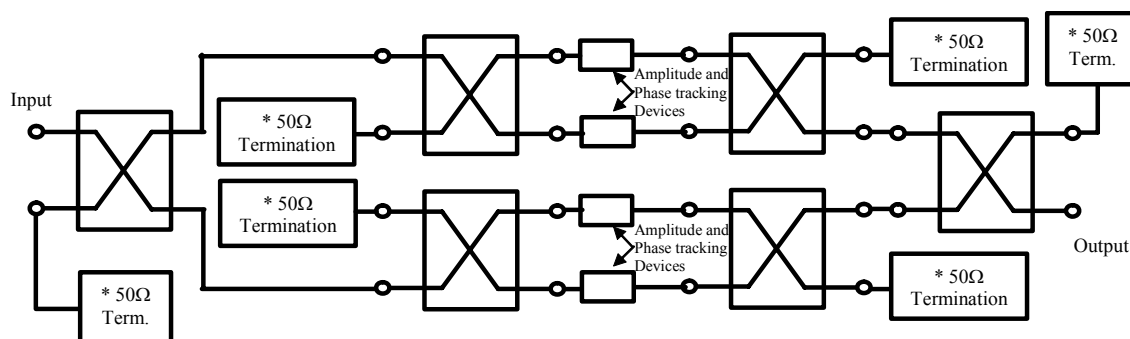 * 50Ω
Termination
* 50Ω
Term.
Input
Amplitude and
Phase tracking
Devices
* 50Ω
Termination
* 50Ω
Termination
Amplitude and
Phase tracking
Devices
Output
* 50Ω
Term.
* 50Ω
Termination